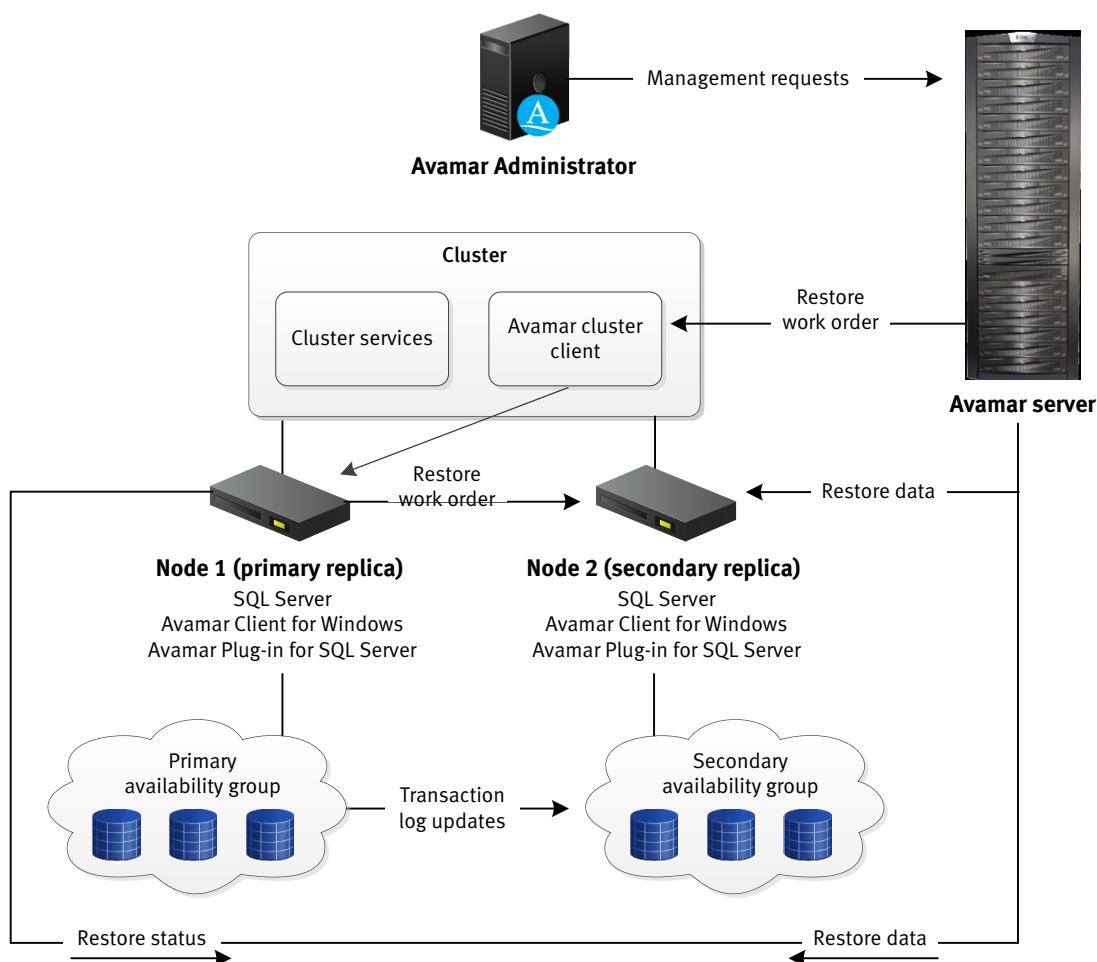 Management requests
A
Avamar Administrator
Cluster
Cluster services
Avamar cluster
client
Restore
work order
Avamar server
Restore
work order
Restore data
Node 1 (primary replica)
SQL Server
Avamar Client for Windows
Avamar Plug-in for SQL Server
Node 2 (secondary replica)
SQL Server
Avamar Client for Windows
Avamar Plug-in for SQL Server
Primary
availability group
Transaction
log updates
Secondary
availability group
Restore status
Restore data